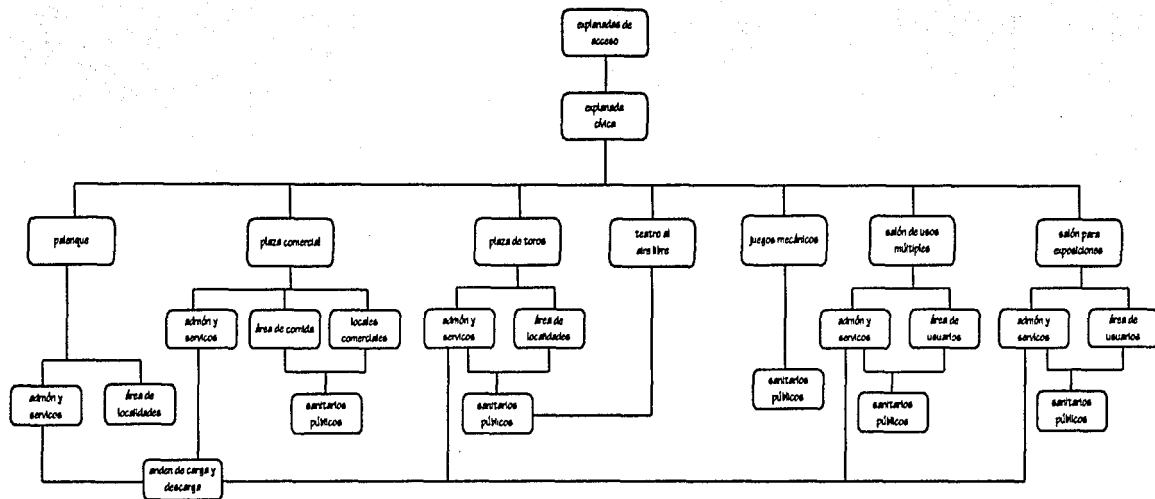 explanadas de
acceso
explanada
cívica
palenque
plaza comercial
plaza de toros
teatro al
aire libre
juegos mecánicos
salón de usos
múltiples
salón para
exposiciones
admón y
servicos
área de comida
locales
comerciales
admón y
servicos
área de
localidades
admón y
servicos
área de
usuarios
admón y
servicos
área de
usuarios
admón y
servicos
área de
localidades
sanitarios
públicos
sanitarios
públicos
sanitarios
públicos
sanitarios
públicos
sanitarios
públicos
anden de carga y
descarga